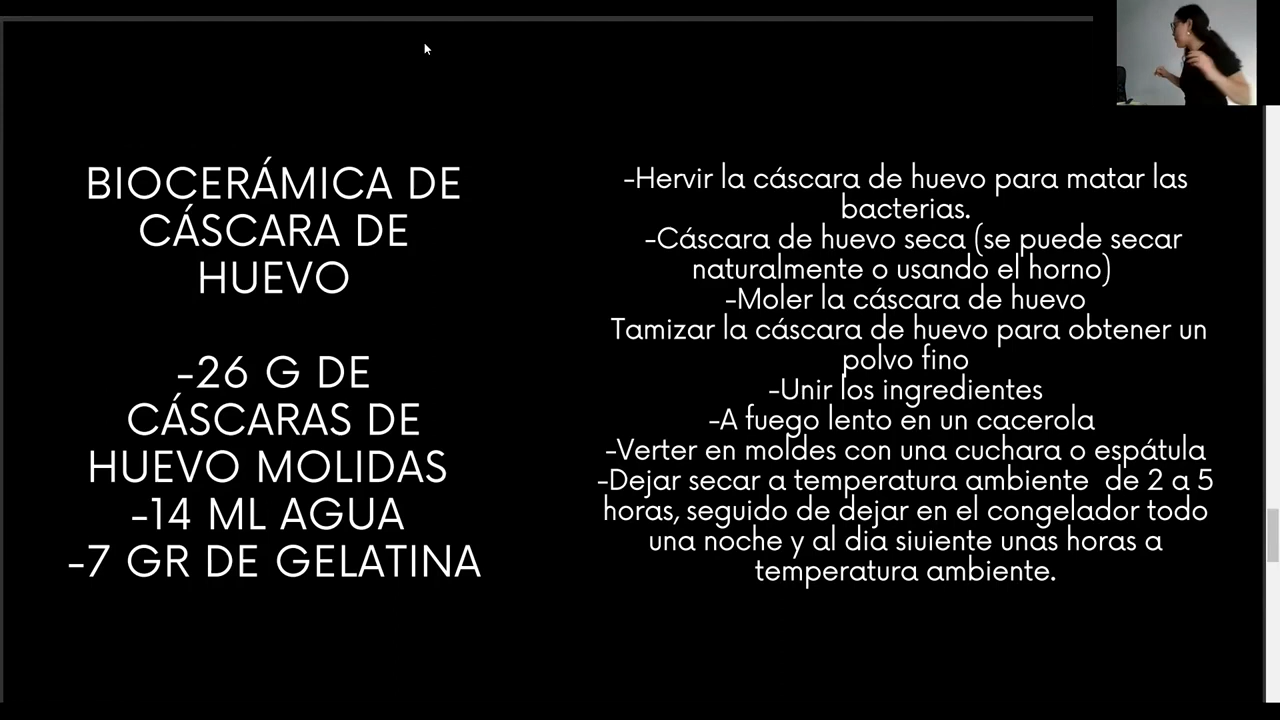 BIOCERÁMICA DE
CÁSCARA DE
HUEVO
-26 G DE
CÁSCARAS DE
HUEVO MOLIDAS
-14 ML AGUA
-7 GR DE GELATINA
-Hervir la cáscara de huevo para matar las
bacterias.
-Cáscara de huevo seca (se puede secar
naturalmente o usando el horno)
-Moler la cáscara de huevo
Tamizar la cáscara de huevo para obtener un
polvo fino
-Unir los ingredientes
-A fuego lento en un cacerola
-Verter en moldes con una cuchara o espátula
-Dejar secar a temperatura ambiente de 2 a 5
horas, seguido de dejar en el congelador todo
una noche y al dia siuiente unas horas a
temperatura ambiente.